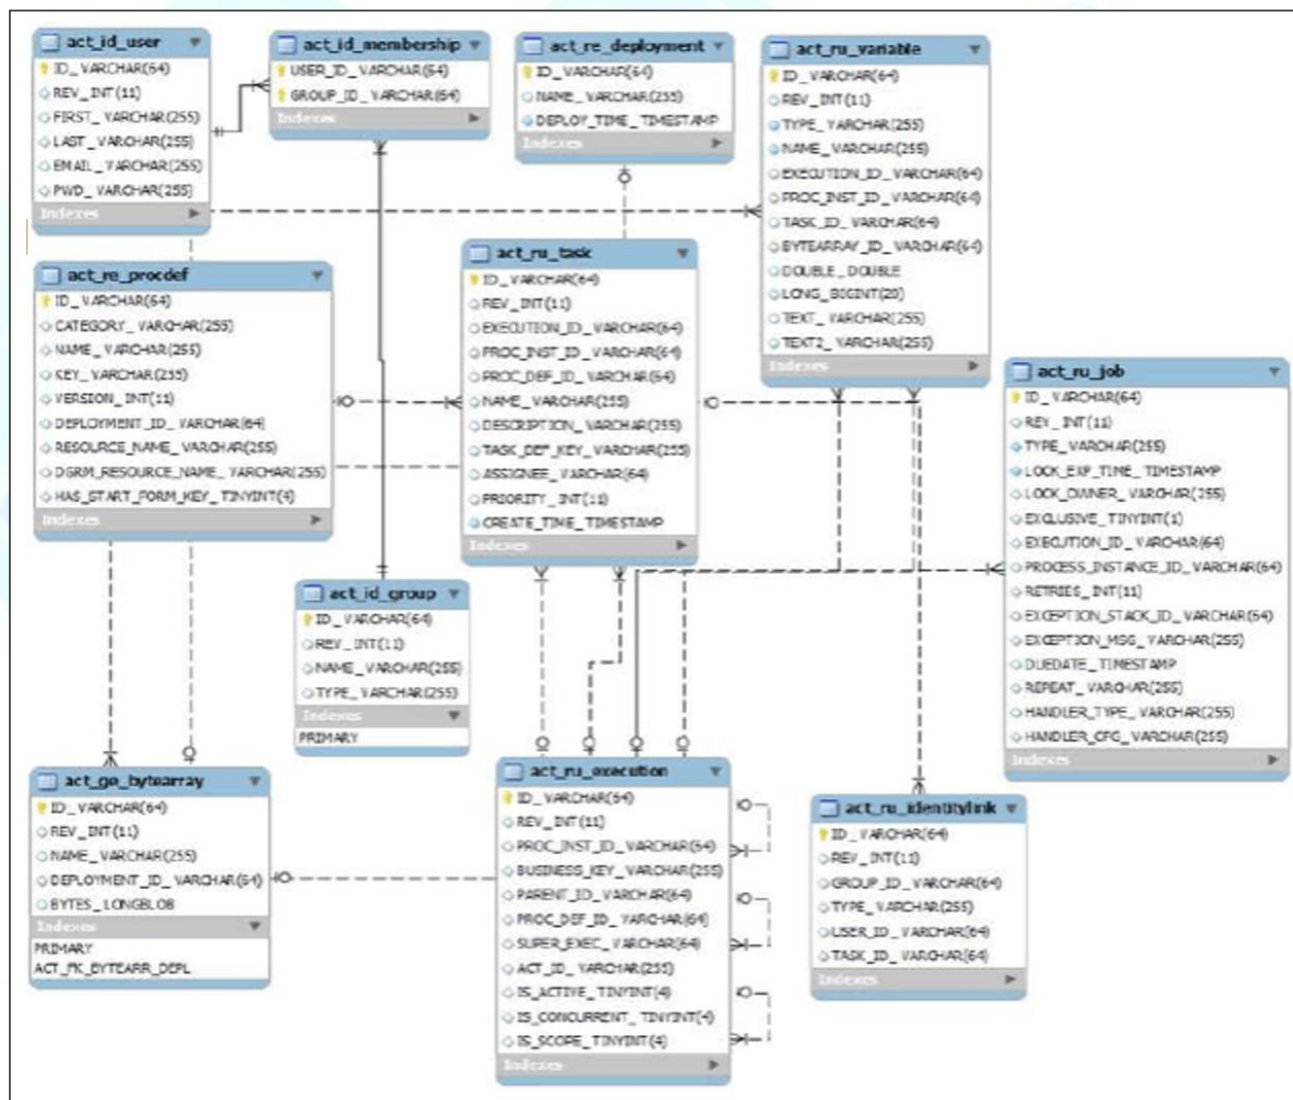 act_id_user
ID_ VARCHAR(64)
REV_ INT(11)
FIRST_ VARCHAR(255)
LAST_ VARCHAR(255)
EMAIL_ VARCHAR(255)
PWD_ VARCHAR(255)
Indexes
act_id_membership
USER_ID_ VARCHAR(64)
GROUP_ID_ VARCHAR(64)
Indexes
act_re_deployment
ID_ VARCHAR(64)
NAME_ VARCHAR(255)
DEPLOY_TIME_ TIMESTAMP
Indexes
act_ru_variable
ID_ VARCHAR(64)
REV_ INT(11)
TYPE_ VARCHAR(255)
NAME_ VARCHAR(255)
EXECUTION_ID_ VARCHAR(64)
PROC_INST_ID_ VARCHAR(64)
TASK_ID_ VARCHAR(64)
BYTEARRAY_ID_ VARCHAR(64)
DOUBLE_ DOUBLE
LONG_ BIGINT(20)
TEXT_ VARCHAR(255)
TEXT2_ VARCHAR(255)
Indexes
act_re_procdef
ID_ VARCHAR(64)
CATEGORY_ VARCHAR(255)
NAME_ VARCHAR(255)
KEY_ VARCHAR(255)
VERSION_ INT(11)
DEPLOYMENT_ID_ VARCHAR(64)
RESOURCE_NAME_ VARCHAR(255)
DGRM_RESOURCE_NAME_ VARCHAR(255)
HAS_START_FORM_KEY_ TINYINT(4)
Indexes
act_ru_task
ID_ VARCHAR(64)
REV_ INT(11)
EXECUTION_ID_ VARCHAR(64)
PROC_INST_ID_ VARCHAR(64)
PROC_DEF_ID_ VARCHAR(64)
NAME_ VARCHAR(255)
DESCRIPTION_ VARCHAR(255)
TASK_DEF_KEY_ VARCHAR(255)
ASSIGNEE_ VARCHAR(64)
PRIORITY_ INT(11)
CREATE_TIME_ TIMESTAMP
Indexes
act_ru_job
ID_ VARCHAR(64)
REV_ INT(11)
TYPE_ VARCHAR(255)
LOCK_EXP_TIME_ TIMESTAMP
LOCK_OWNER_ VARCHAR(255)
EXCLUSIVE_ TINYINT(1)
EXECUTION_ID_ VARCHAR(64)
PROCESS_INSTANCE_ID_ VARCHAR(64)
RETRIES_ INT(11)
EXCEPTION_STACK_ID_ VARCHAR(64)
EXCEPTION_MSG_ VARCHAR(255)
DUEDATE_ TIMESTAMP
REPEAT_ VARCHAR(255)
HANDLER_TYPE_ VARCHAR(255)
HANDLER_CFG_ VARCHAR(255)
Indexes
act_id_group
ID_ VARCHAR(64)
REV_ INT(11)
NAME_ VARCHAR(255)
TYPE_ VARCHAR(255)
Indexes
PRIMARY
act_ge_bytearray
ID_ VARCHAR(64)
REV_ INT(11)
NAME_ VARCHAR(255)
DEPLOYMENT_ID_ VARCHAR(64)
BYTES_ LONGBLOB
Indexes
PRIMARY
ACT_FK_BYTEARR_DEPL
act_ru_execution
ID_ VARCHAR(64)
REV_ INT(11)
PROC_INST_ID_ VARCHAR(64)
BUSINESS_KEY_ VARCHAR(255)
PARENT_ID_ VARCHAR(64)
PROC_DEF_ID_ VARCHAR(64)
SUPER_EXEC_ VARCHAR(64)
ACT_ID_ VARCHAR(255)
IS_ACTIVE_ TINYINT(4)
IS_CONCURRENT_ TINYINT(4)
IS_SCOPE_ TINYINT(4)
Indexes
act_ru_identitylink
ID_ VARCHAR(64)
REV_ INT(11)
GROUP_ID_ VARCHAR(64)
TYPE_ VARCHAR(255)
USER_ID_ VARCHAR(64)
TASK_ID_ VARCHAR(64)
Indexes